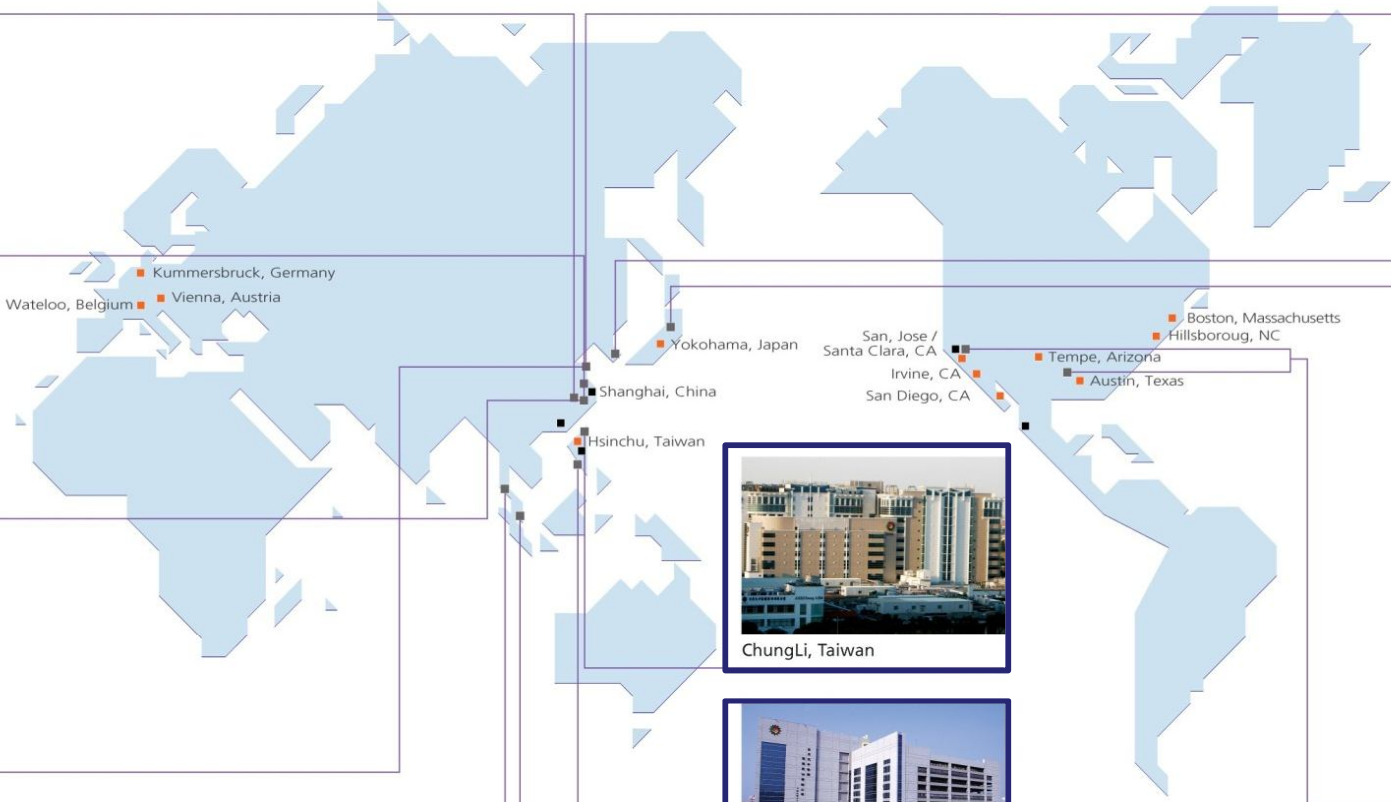 Kummersbruck, Germany
Wateloo, Belgium
Vienna, Austria
Yokohama, Japan
Shanghai, China
Hsinchu, Taiwan
San, Jose /
Santa Clara, CA
Irvine, CA
San Diego, CA
Boston, Massachusetts
Hillsboroug, NC
Tempe, Arizona
Austin, Texas
ChungLi, Taiwan